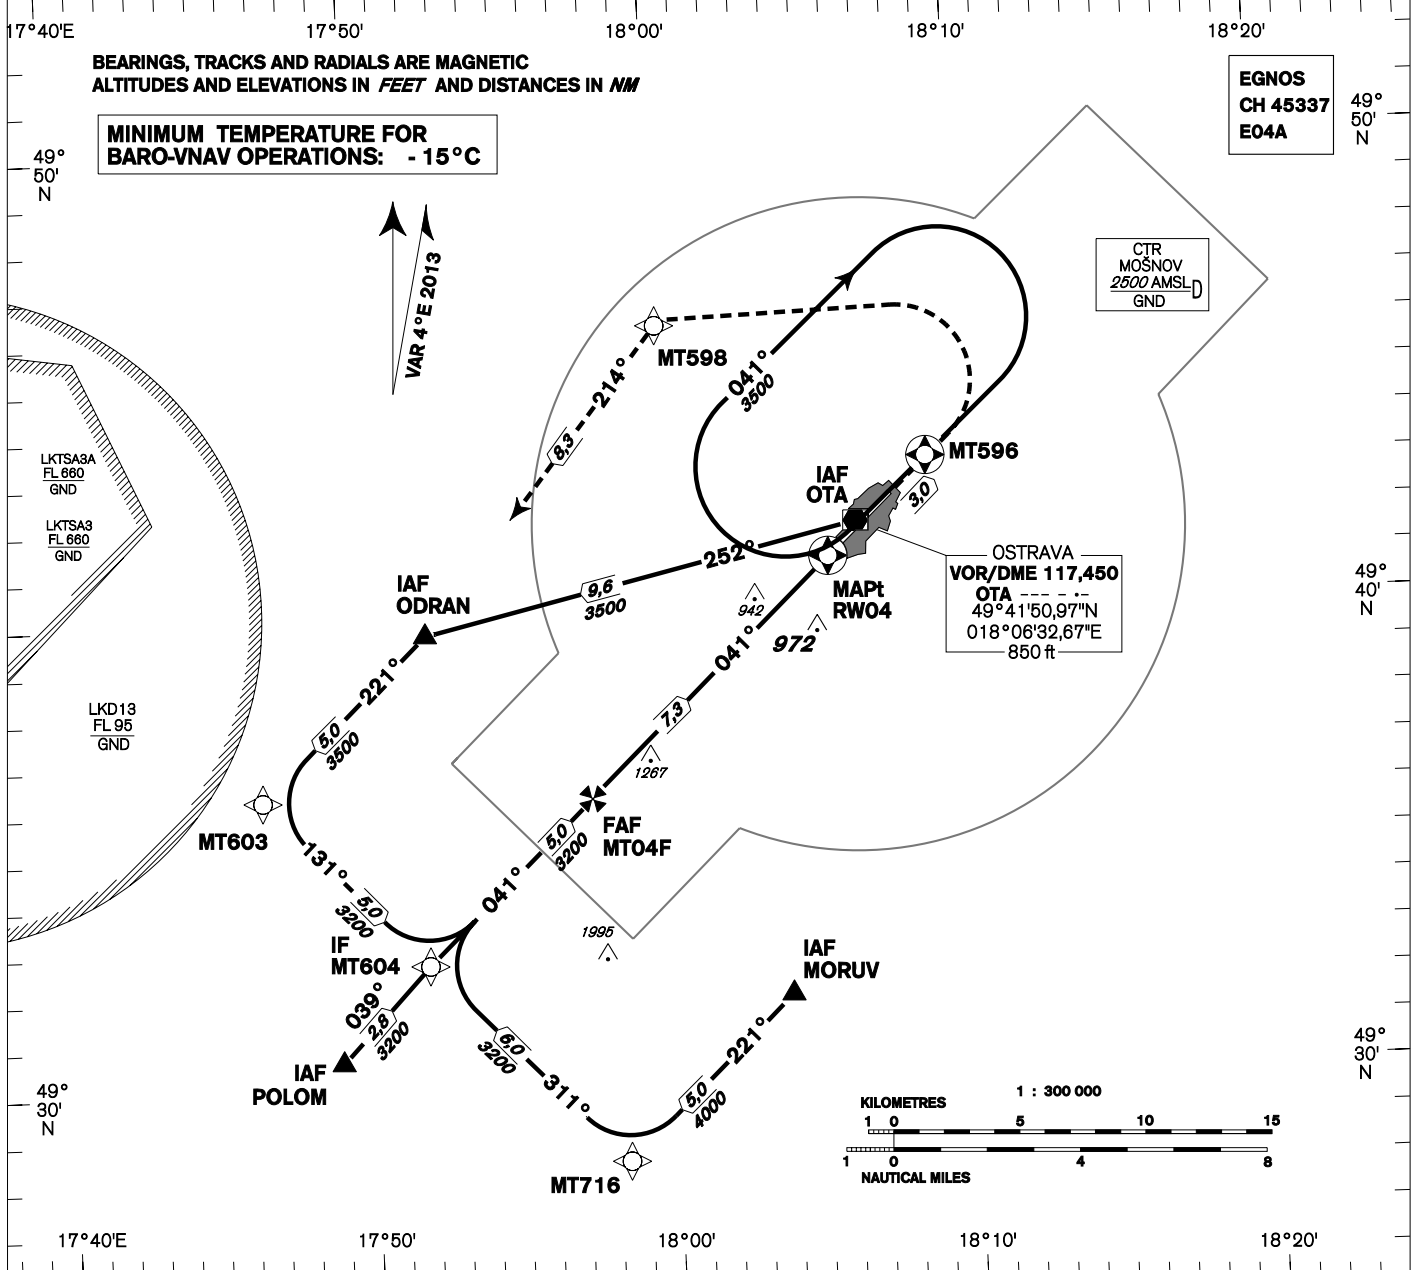 17°40'E
17°50'
18°00'
18°10'
18°20'
BEARINGS, TRACKS AND RADIALS ARE MAGNETIC
ALTITUDES AND ELEVATIONS IN FEET AND DISTANCES IN NM
MINIMUM TEMPERATURE FOR
BARO-VNAV OPERATIONS: - 15°C
EGNOS
CH 45337
E04A
49°
50'
N
49°
50'
N
VAR 4°E 2013
CTR
MOŠNOV
2500 AMSL D
GND
MT598
214°
8,3
041°
3500
MT596
3,0
IAF
OTA
LKTSA3A
FL 660
GND
LKTSA3
FL 660
GND
252°
9,6
3500
OSTRAVA
VOR/DME 117,450
OTA --- - ·-
49°41'50,97"N
018°06'32,67"E
850 ft
MAPt
RW04
942
972
IAF
ODRAN
49°
40'
N
041°
221°
5,0
3500
7,3
1267
LKD13
FL 95
GND
MT603
FAF
MT04F
5,0
3200
131°
5,0
3200
041°
1995
IF
MT604
IAF
MORUV
039°
2,8
3200
IAF
POLOM
6,0
3200
311°
221°
5,0
4000
MT716
49°
30'
N
49°
30'
N
1 : 300 000
KILOMETRES
1 0 5 10 15
1 0 4 8
NAUTICAL MILES
17°40'E
17°50'
18°00'
18°10'
18°20'